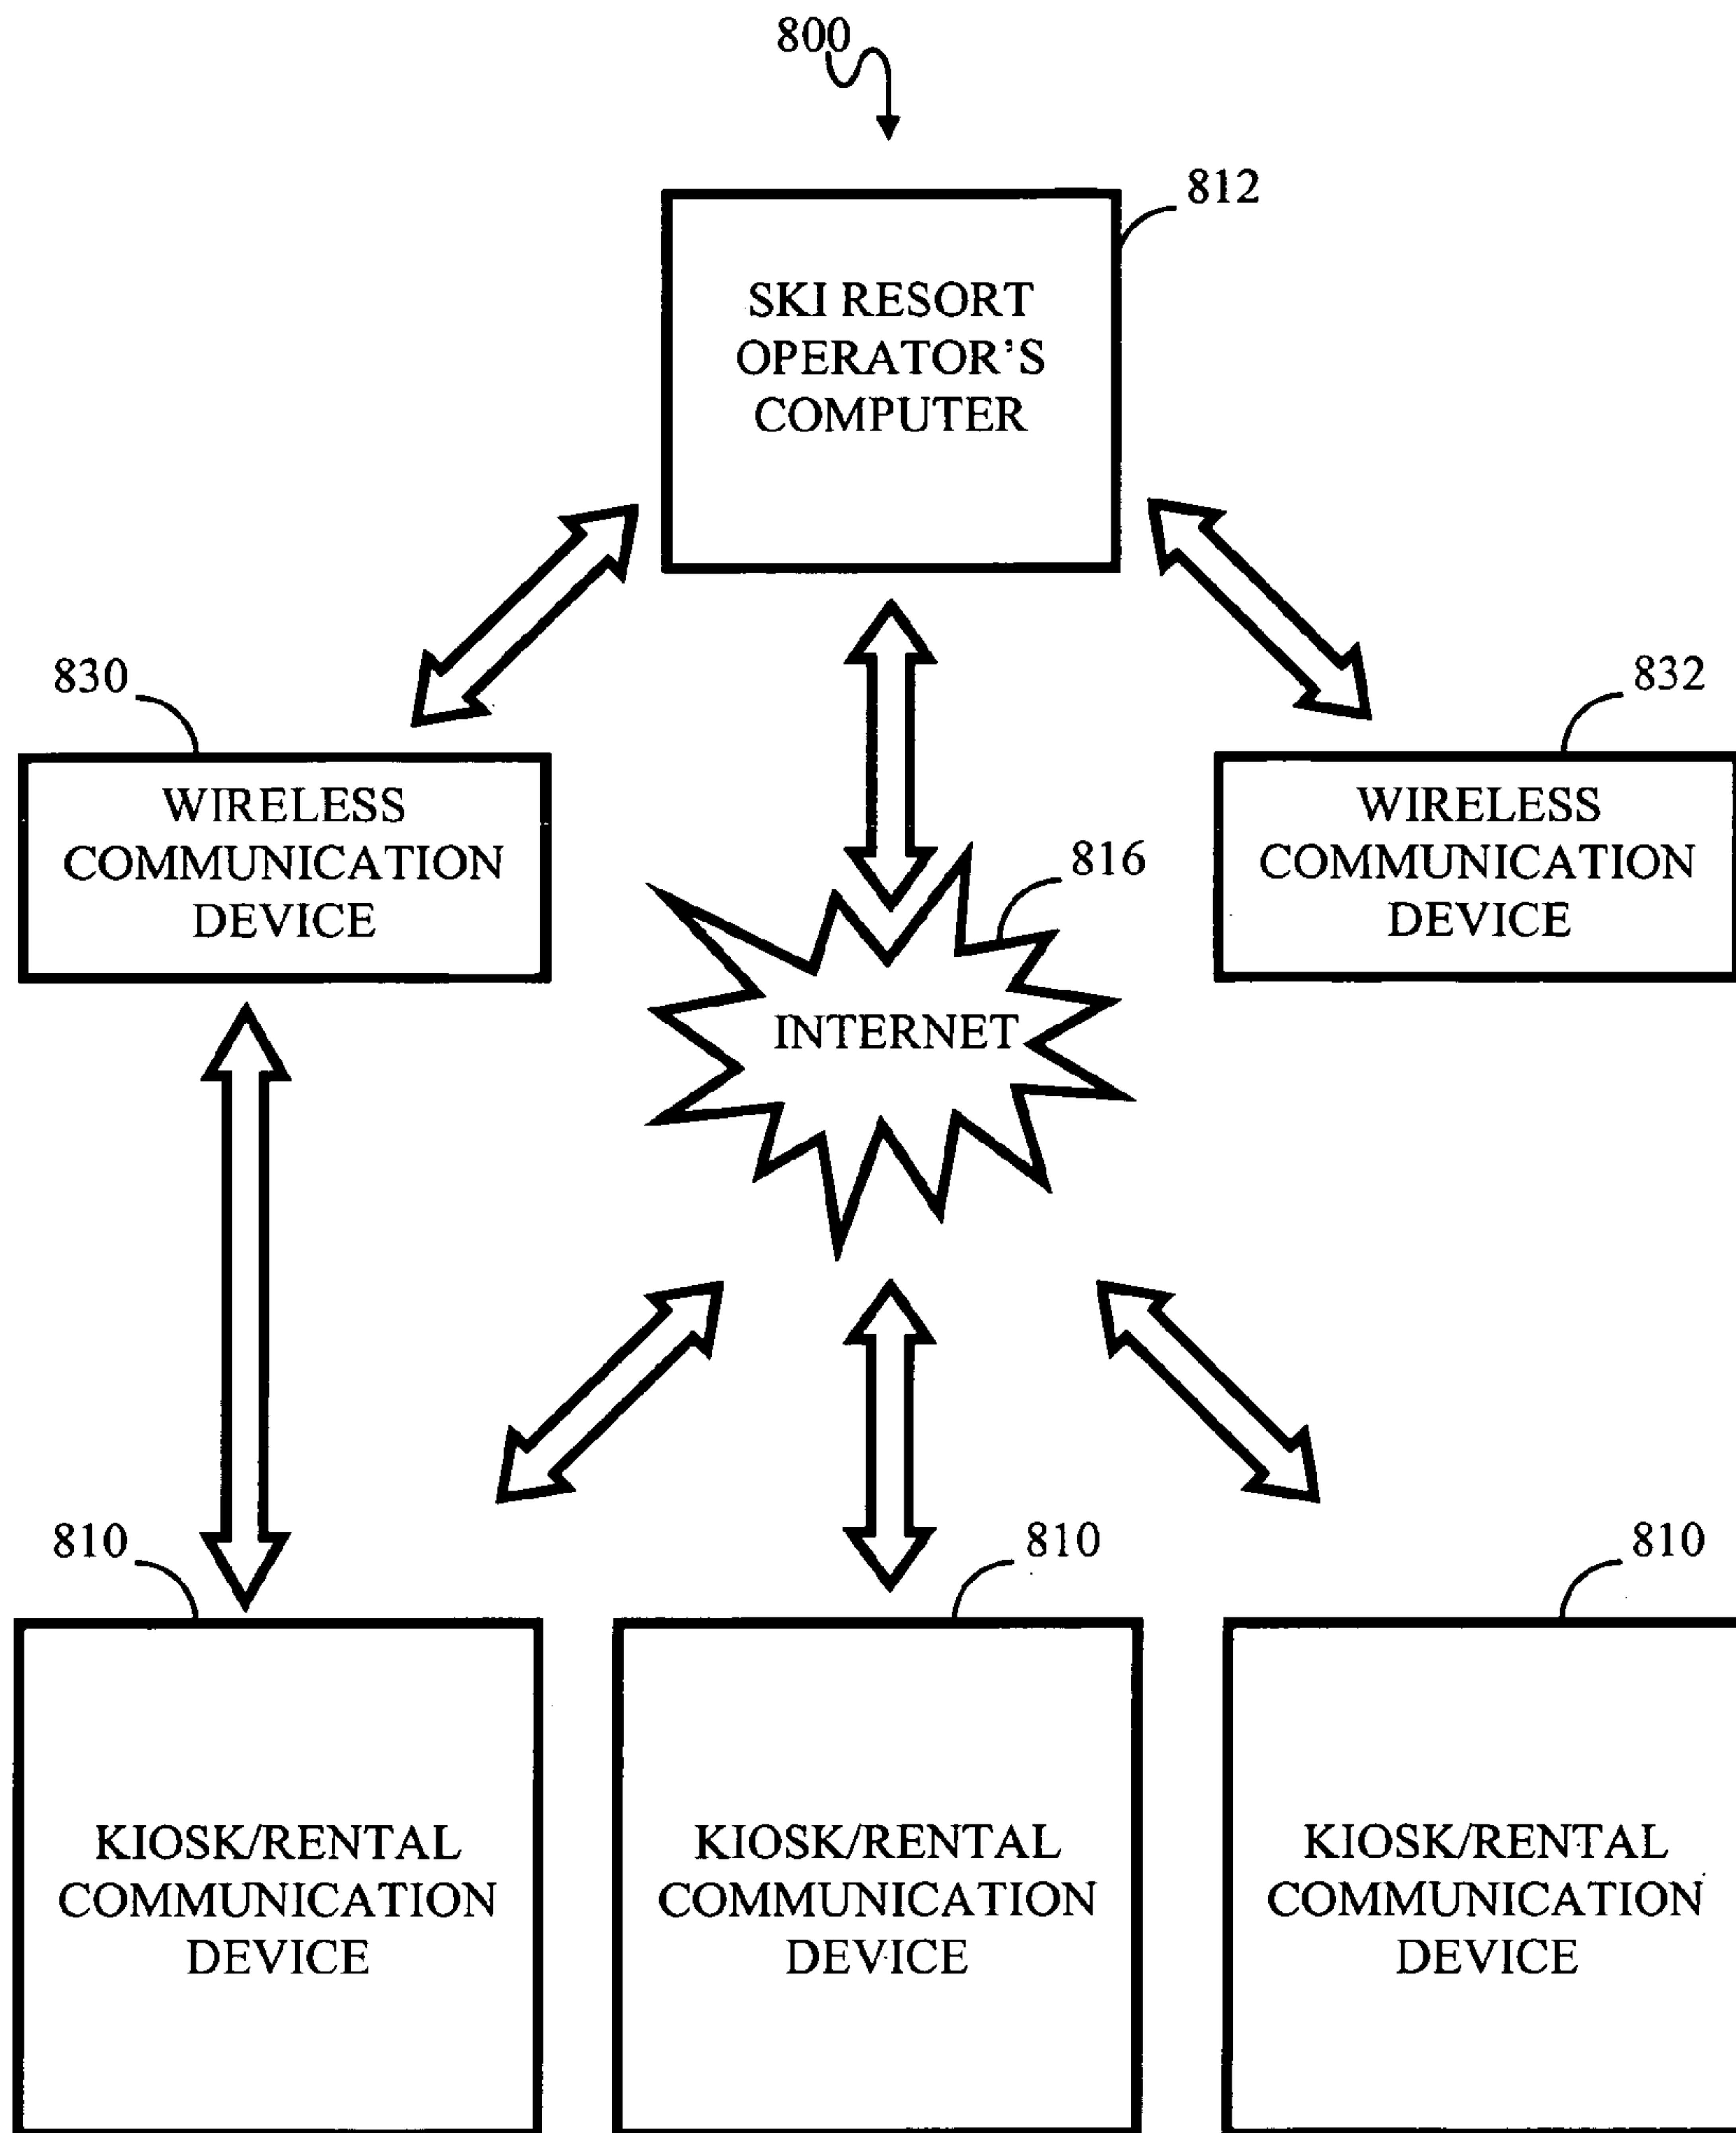 800
812
SKI RESORT
OPERATOR'S
COMPUTER
830
832
WIRELESS
COMMUNICATION
DEVICE
WIRELESS
COMMUNICATION
DEVICE
816
INTERNET
810
810
810
KIOSK/RENTAL
COMMUNICATION
DEVICE
KIOSK/RENTAL
COMMUNICATION
DEVICE
KIOSK/RENTAL
COMMUNICATION
DEVICE